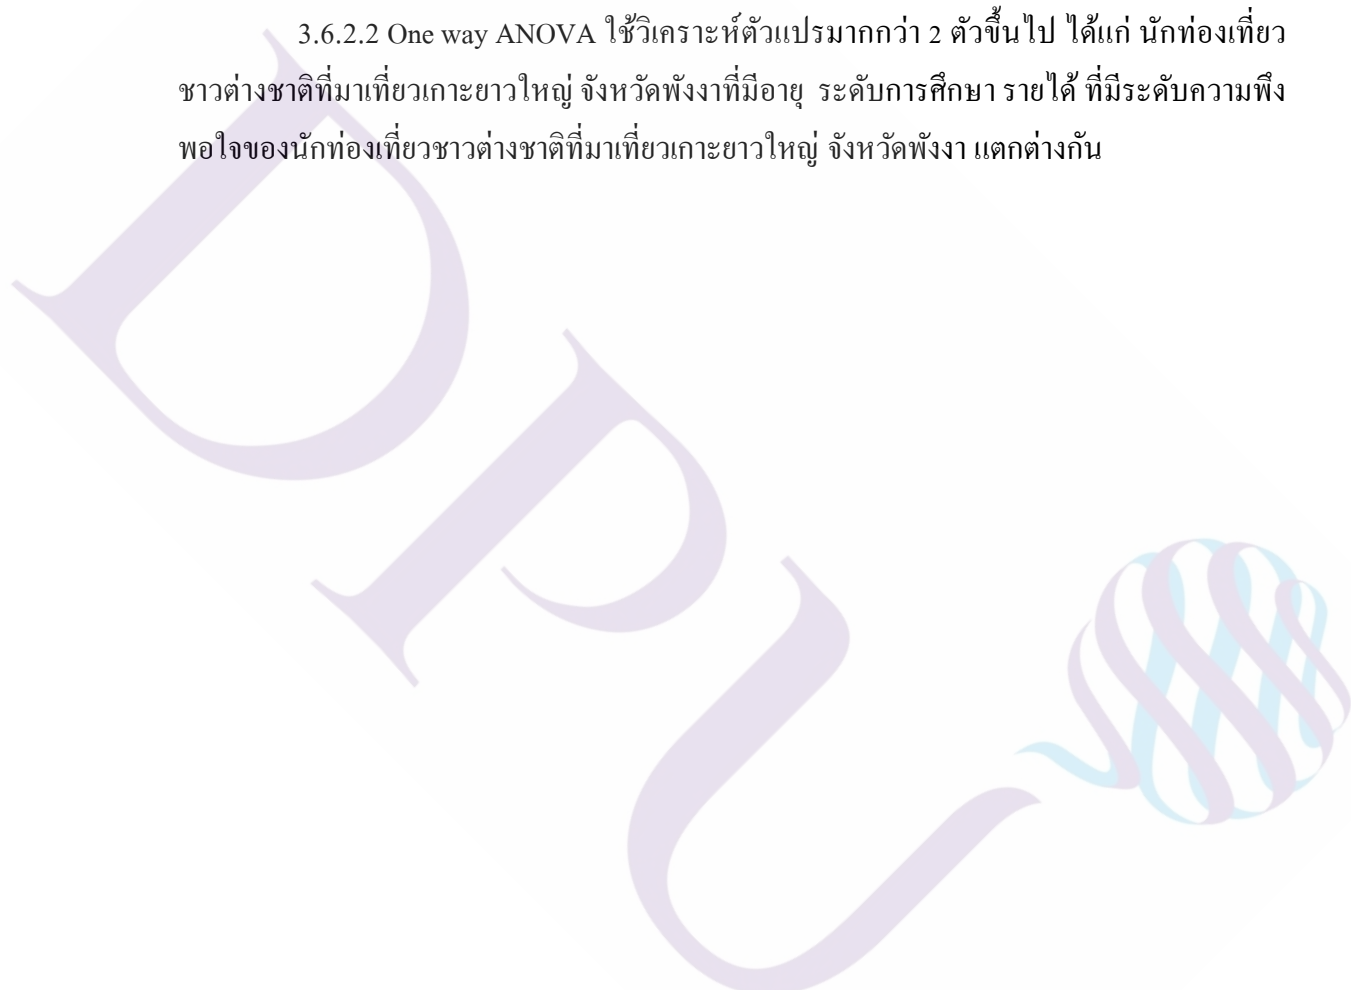 3.6.2.2 One way ANOVA ใช้วิเคราะห์ตัวแปรมากกว่า 2 ตัวขึ้นไป ได้แก่ นักท่องเที่ยว
ชาวต่างชาติที่มาเที่ยวเกาะยาวใหญ่ จังหวัดพังงาที่มีอายุ ระดับการศึกษา รายได้ ที่มีระดับความพึง
พอใจของนักท่องเที่ยวชาวต่างชาติที่มาเที่ยวเกาะยาวใหญ่ จังหวัดพังงา แตกต่างกัน
DPU